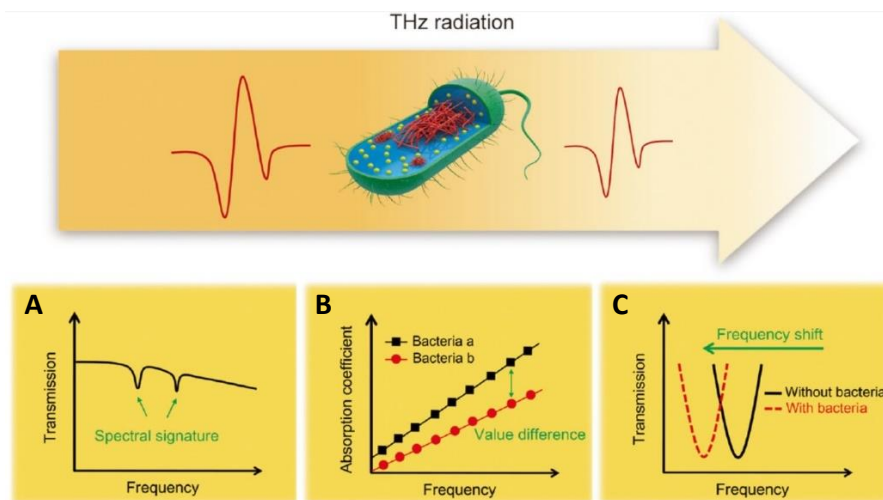 THz radiation
A
Transmission
Spectral signature
Frequency
B
Absorption coefficient
Bacteria a
Bacteria b
Value difference
Frequency
C
Transmission
Frequency shift
Without bacteria
With bacteria
Frequency